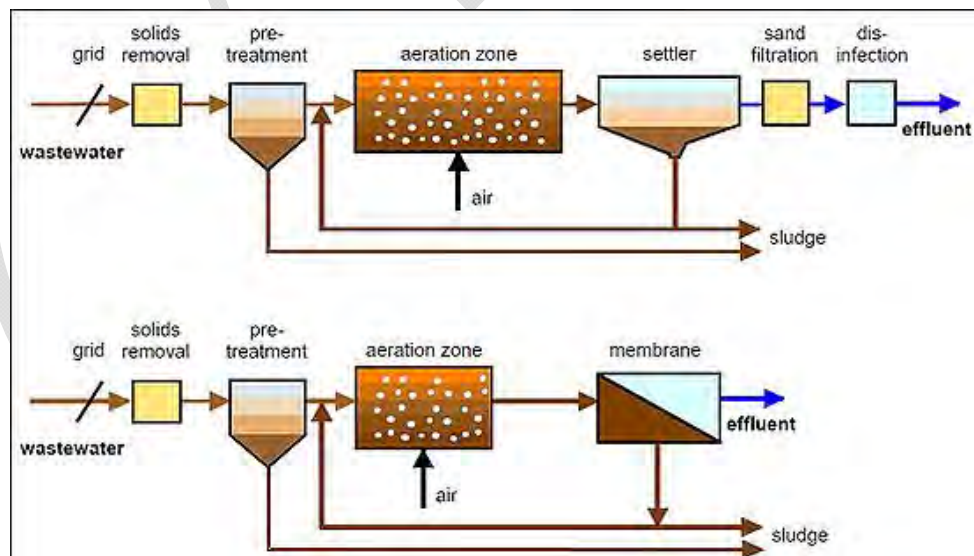 grid
solids
removal
pre-
treatment
aeration zone
settler
sand
filtration
dis-
infection
wastewater
effluent
air
sludge
grid
solids
removal
pre-
treatment
aeration zone
membrane
wastewater
effluent
air
sludge